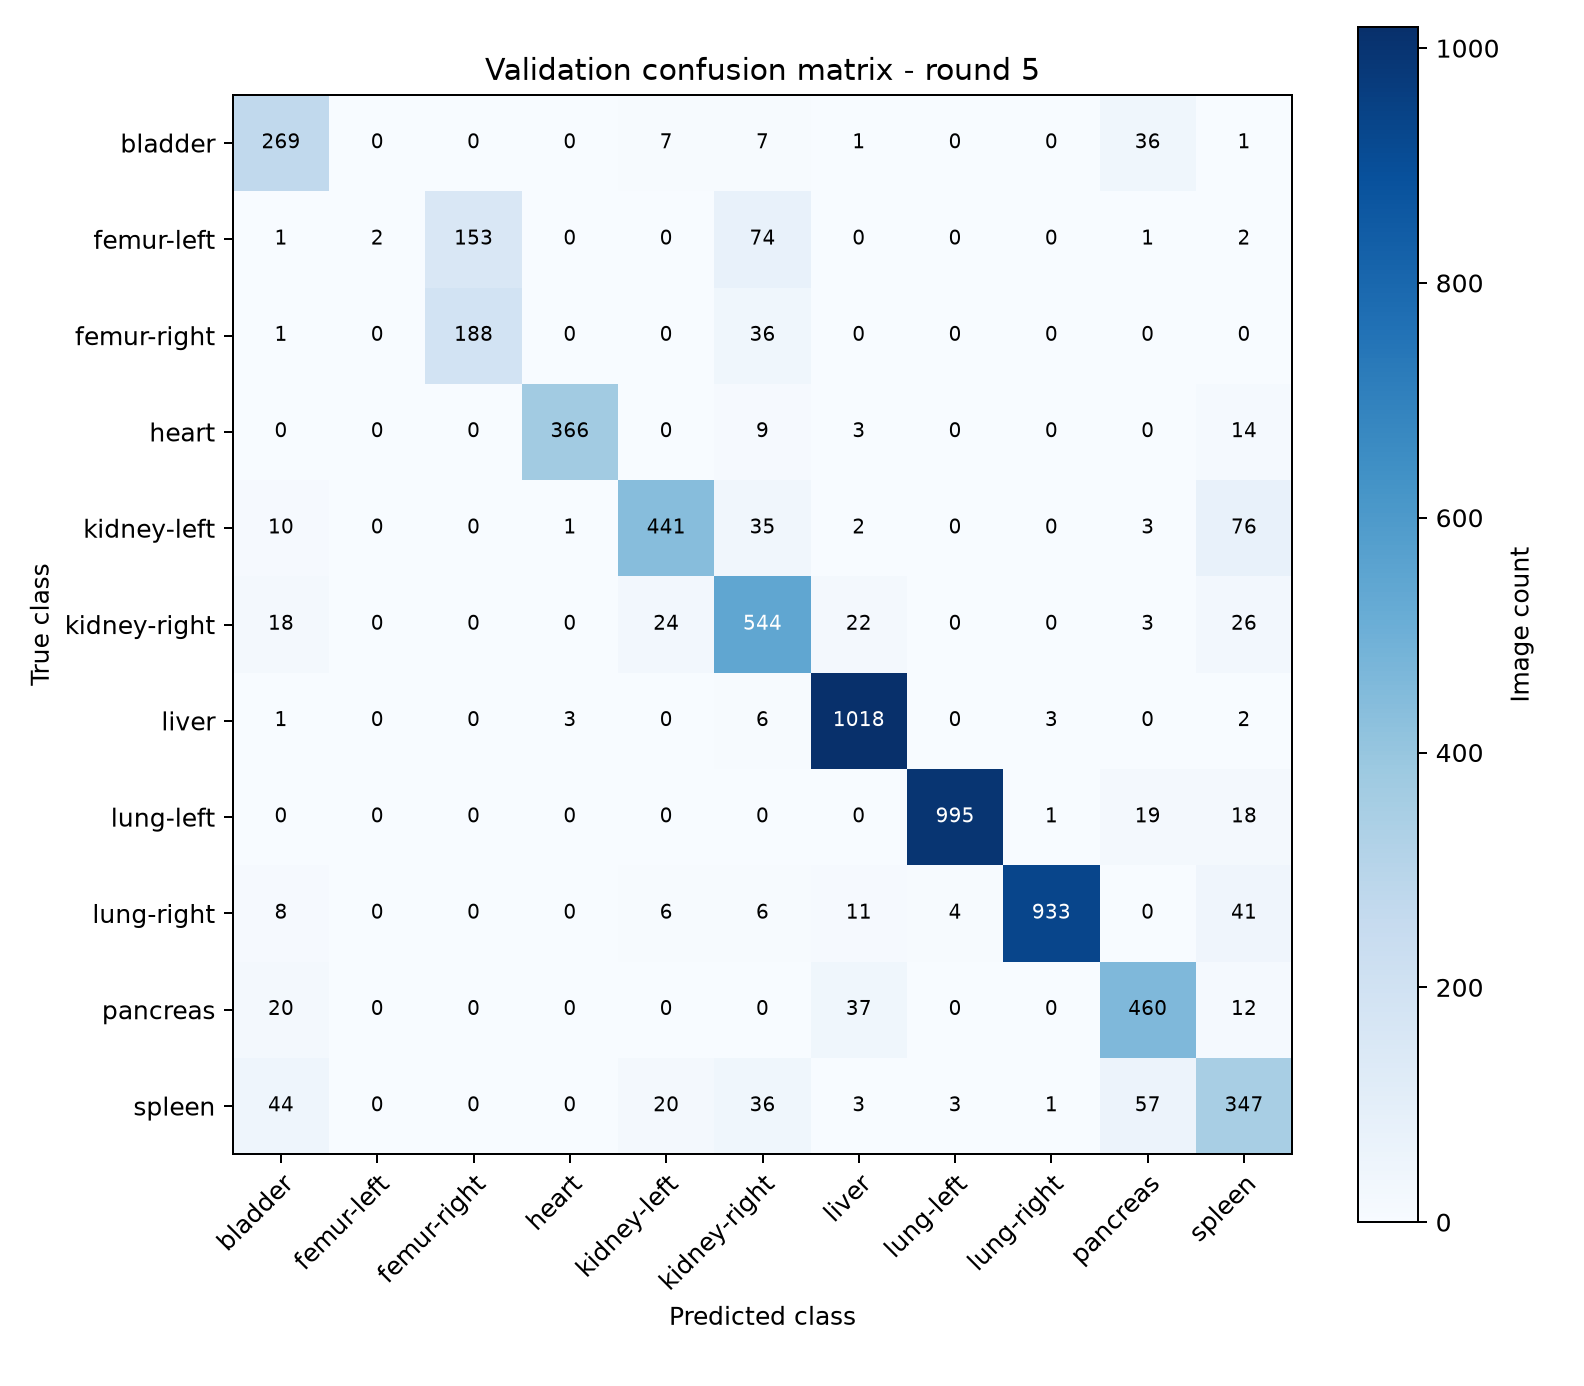 Validation confusion matrix - round 5
bladder 269 0 0 0 7 7 1 0 0 36 1
femur-left 1 2 153 0 0 74 0 0 0 1 2
femur-right 1 0 188 0 0 36 0 0 0 0 0
heart 0 0 0 366 0 9 3 0 0 0 14
kidney-left 10 0 0 1 441 35 2 0 0 3 76
kidney-right 18 0 0 0 24 544 22 0 0 3 26
liver 1 0 0 3 0 6 1018 0 3 0 2
lung-left 0 0 0 0 0 0 0 995 1 19 18
lung-right 8 0 0 0 6 6 11 4 933 0 41
pancreas 20 0 0 0 0 0 37 0 0 460 12
spleen 44 0 0 0 20 36 3 3 1 57 347
True class
bladder femur-left femur-right heart kidney-left kidney-right liver lung-left lung-right pancreas spleen
Predicted class
1000
800
600
400
200
0
Image count